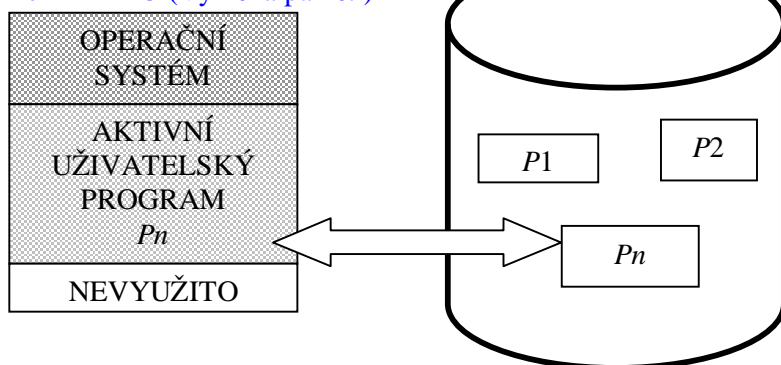 OPERAČNÍ
SYSTÉM
AKTIVNÍ
UŽIVATELSKÝ
PROGRAM
Pn
NEVYUŽITO
P1
P2
Pn